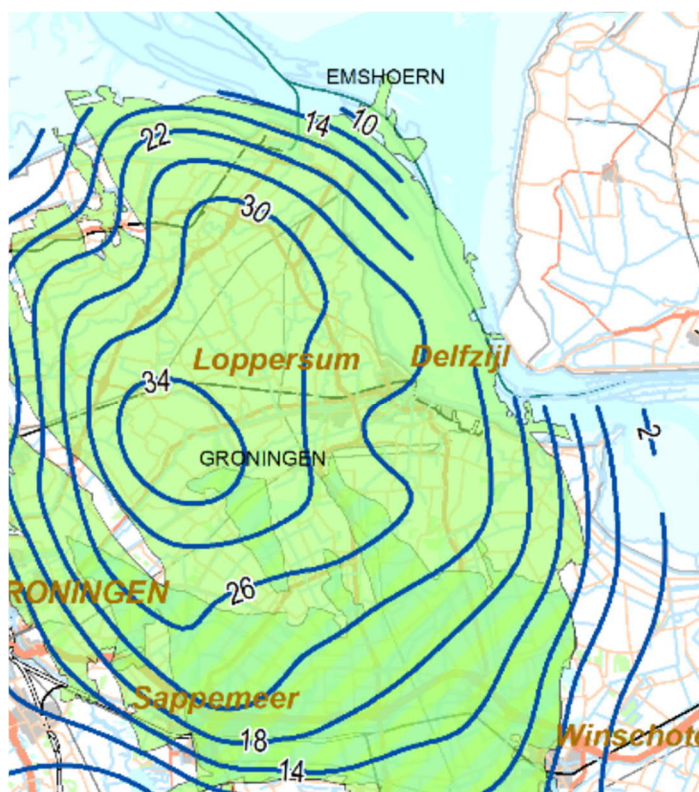 EMSHOERN
14
10
22
30
Loppersum
Delfzijl
34
2
GRONINGEN
26
RONINGEN
Sappemeer
18
14
Winschote